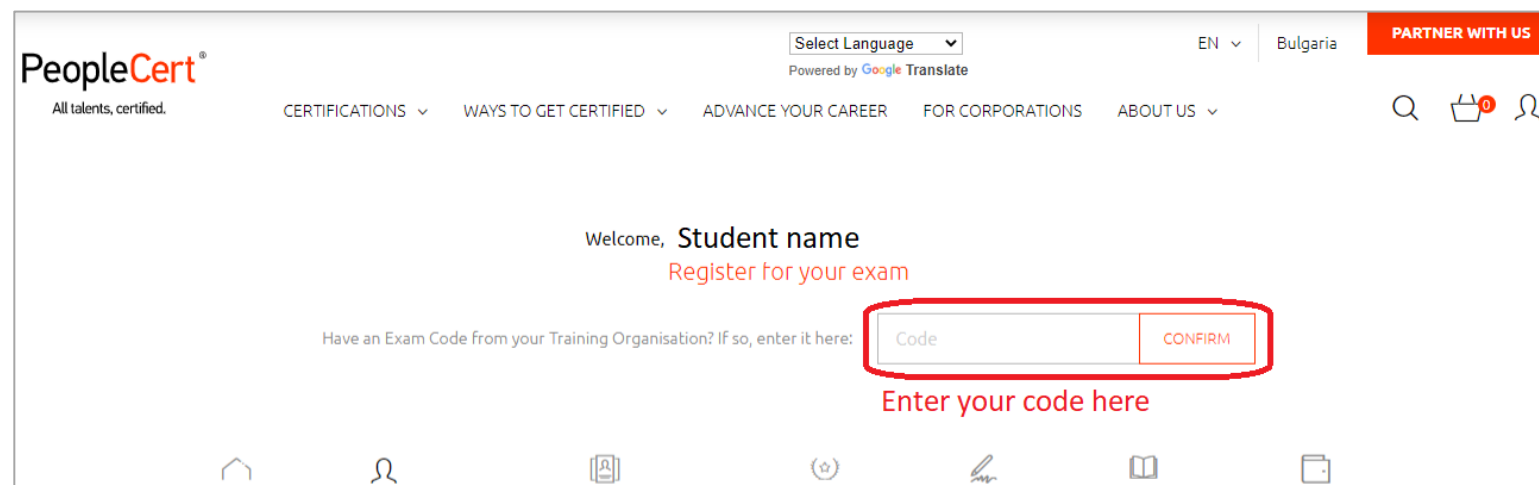 Select Language
EN
Bulgaria
PARTNER WITH US
PeopleCert®
Powered by Google Translate
All talents, certified.
CERTIFICATIONS
WAYS TO GET CERTIFIED
ADVANCE YOUR CAREER
FOR CORPORATIONS
ABOUT US
0
Welcome, Student name
Register for your exam
Have an Exam Code from your Training Organisation? If so, enter it here:
Code
CONFIRM
Enter your code here